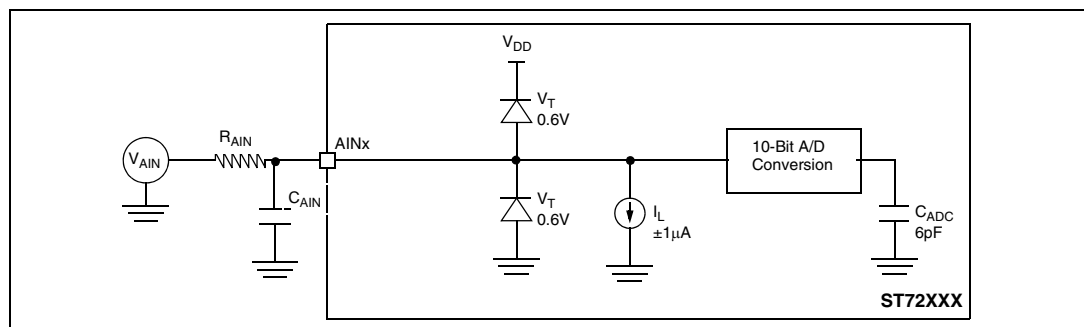 V_DD
V_T
0.6V
R_AIN
AINx
V_AIN
10-Bit A/D
Conversion
C_AIN
V_T
0.6V
I_L
±1μA
C_ADC
6pF
ST72XXX